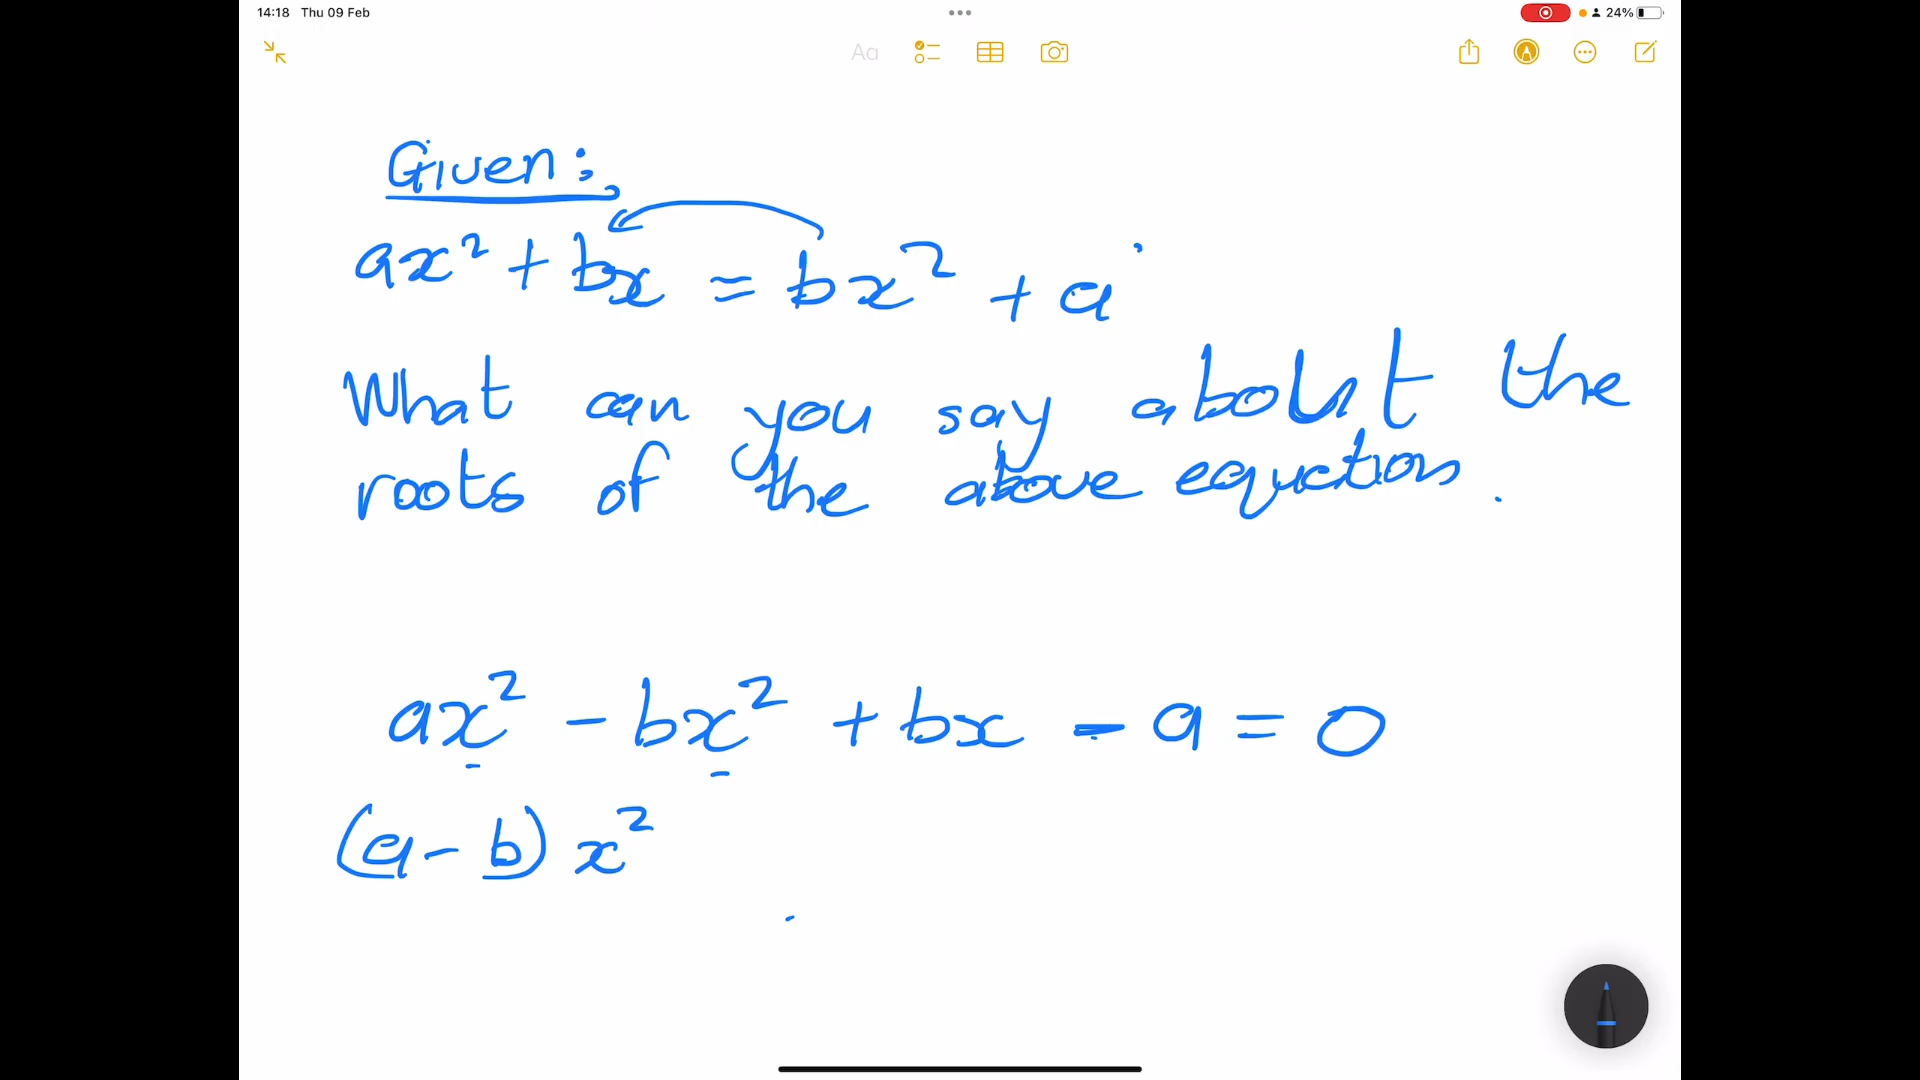 14:18 Thu 09 Feb
24%
Aa
Given:
ax² + bx = bx² + a
What can you say about the
roots of the above equation.
ax² - bx² + bx - a = 0
(a - b) x²